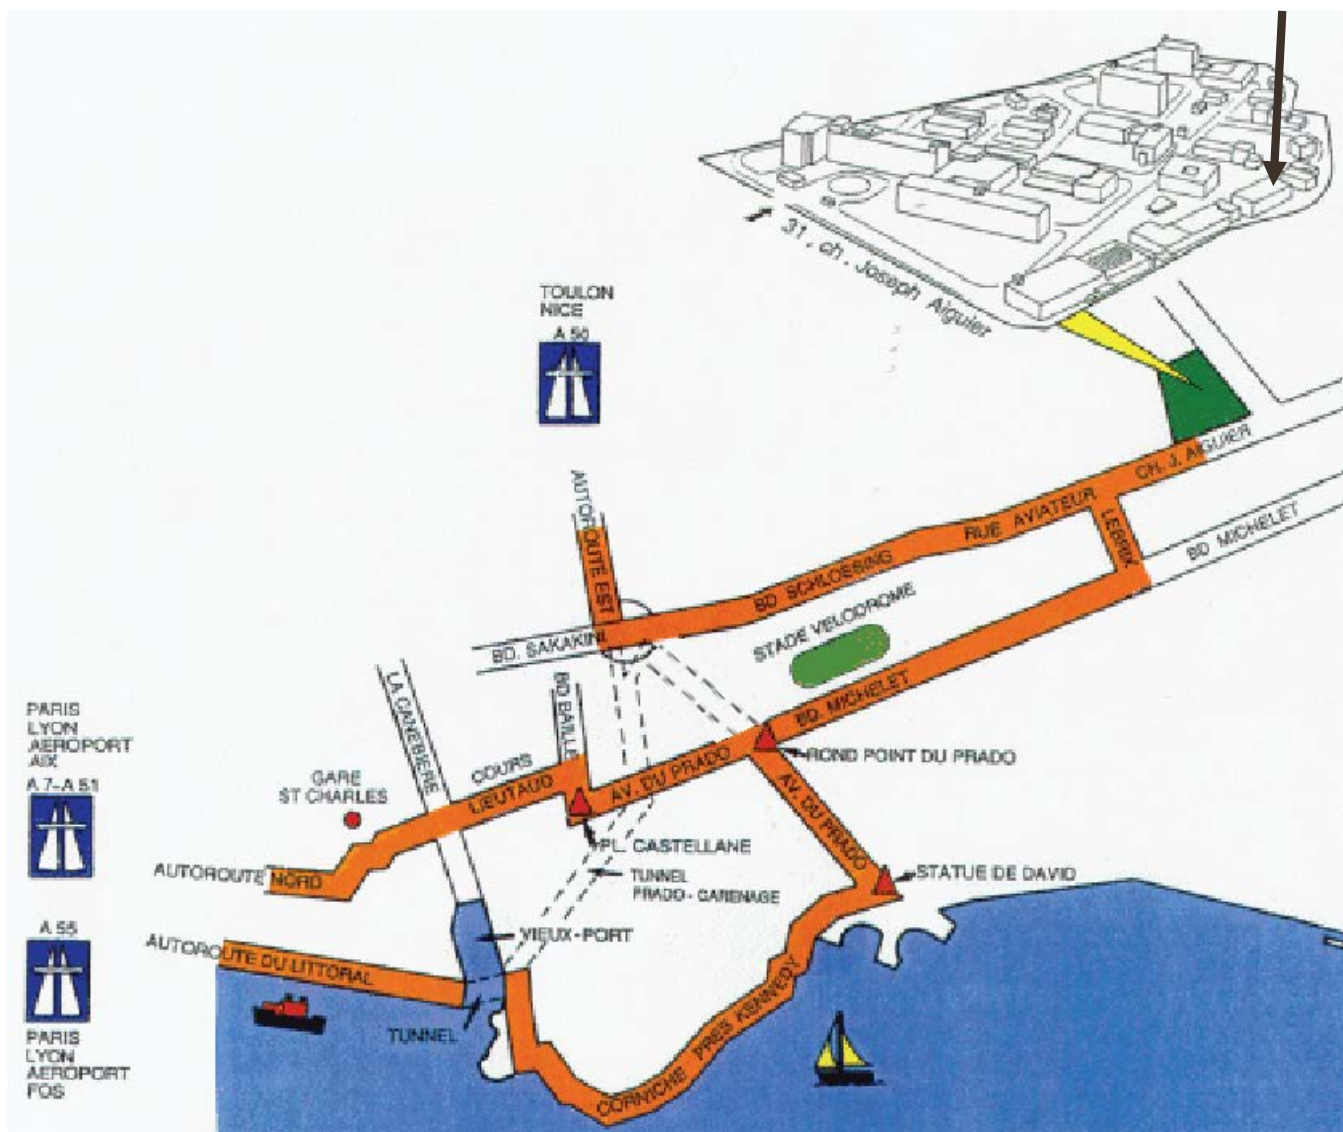 31, ch. Joseph Aiguier
TOULON
NICE
A 50
CH. J. AIGUIER
AUTOROUTE EST
RUE AVIATEUR
LEBRIX
BD MICHELET
BD. SCHLOESING
BD. SAKAKINI
STADE VELODROME
LA CANEBIERE
BD. BAILLE
BD. MICHELET
PARIS
LYON
AEROPORT
AIX
A 7-A 51
GARE
ST CHARLES
COURS
LIEUTAUD
AV. DU PRADO
ROND POINT DU PRADO
AV. DU PRADO
PL. CASTELLANE
AUTOROUTE NORD
TUNNEL
PRADO - CARENAGE
STATUE DE DAVID
A 55
VIEUX-PORT
AUTOROUTE DU LITTORAL
TUNNEL
CORNICHE PRES KENNEDY
PARIS
LYON
AEROPORT
FOS